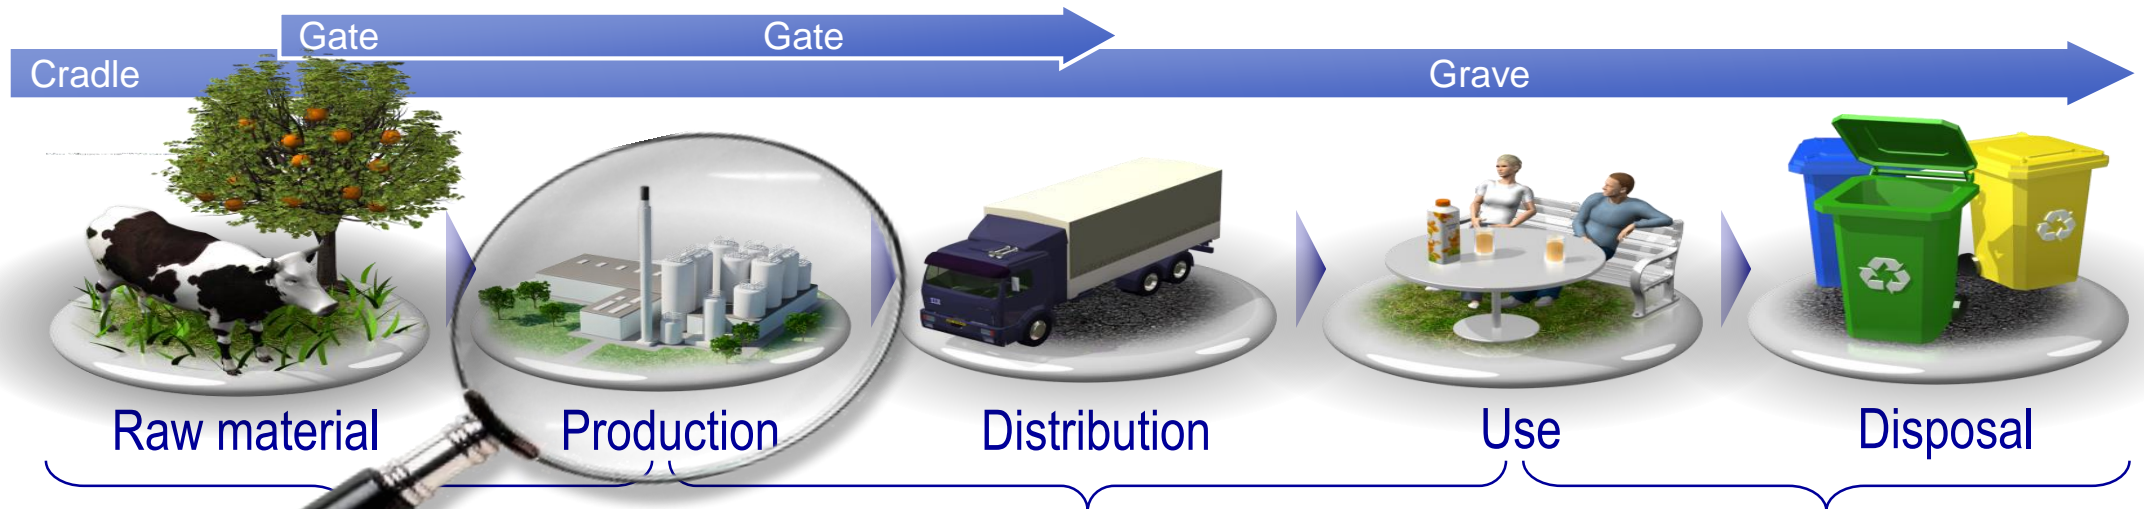 Gate Gate
Cradle Grave
Raw material Production Distribution Use Disposal